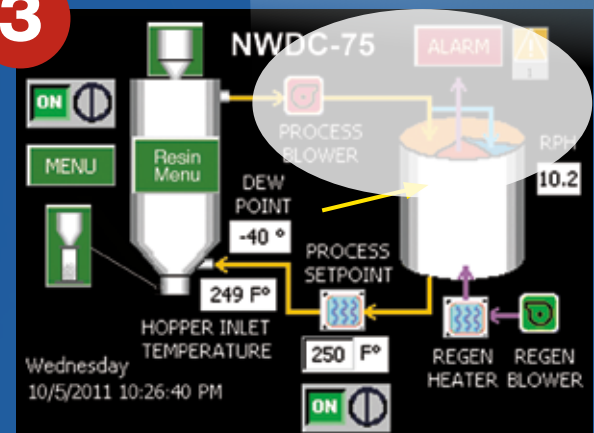 3
NWDC-75
ALARM
1
ON
PROCESS
BLOWER
RPH
10.2
MENU
Resin
Menu
DEW
POINT
-40 °
PROCESS
SETPOINT
249 F°
HOPPER INLET
TEMPERATURE
250 F°
REGEN
HEATER
REGEN
BLOWER
Wednesday
10/5/2011 10:26:40 PM
ON